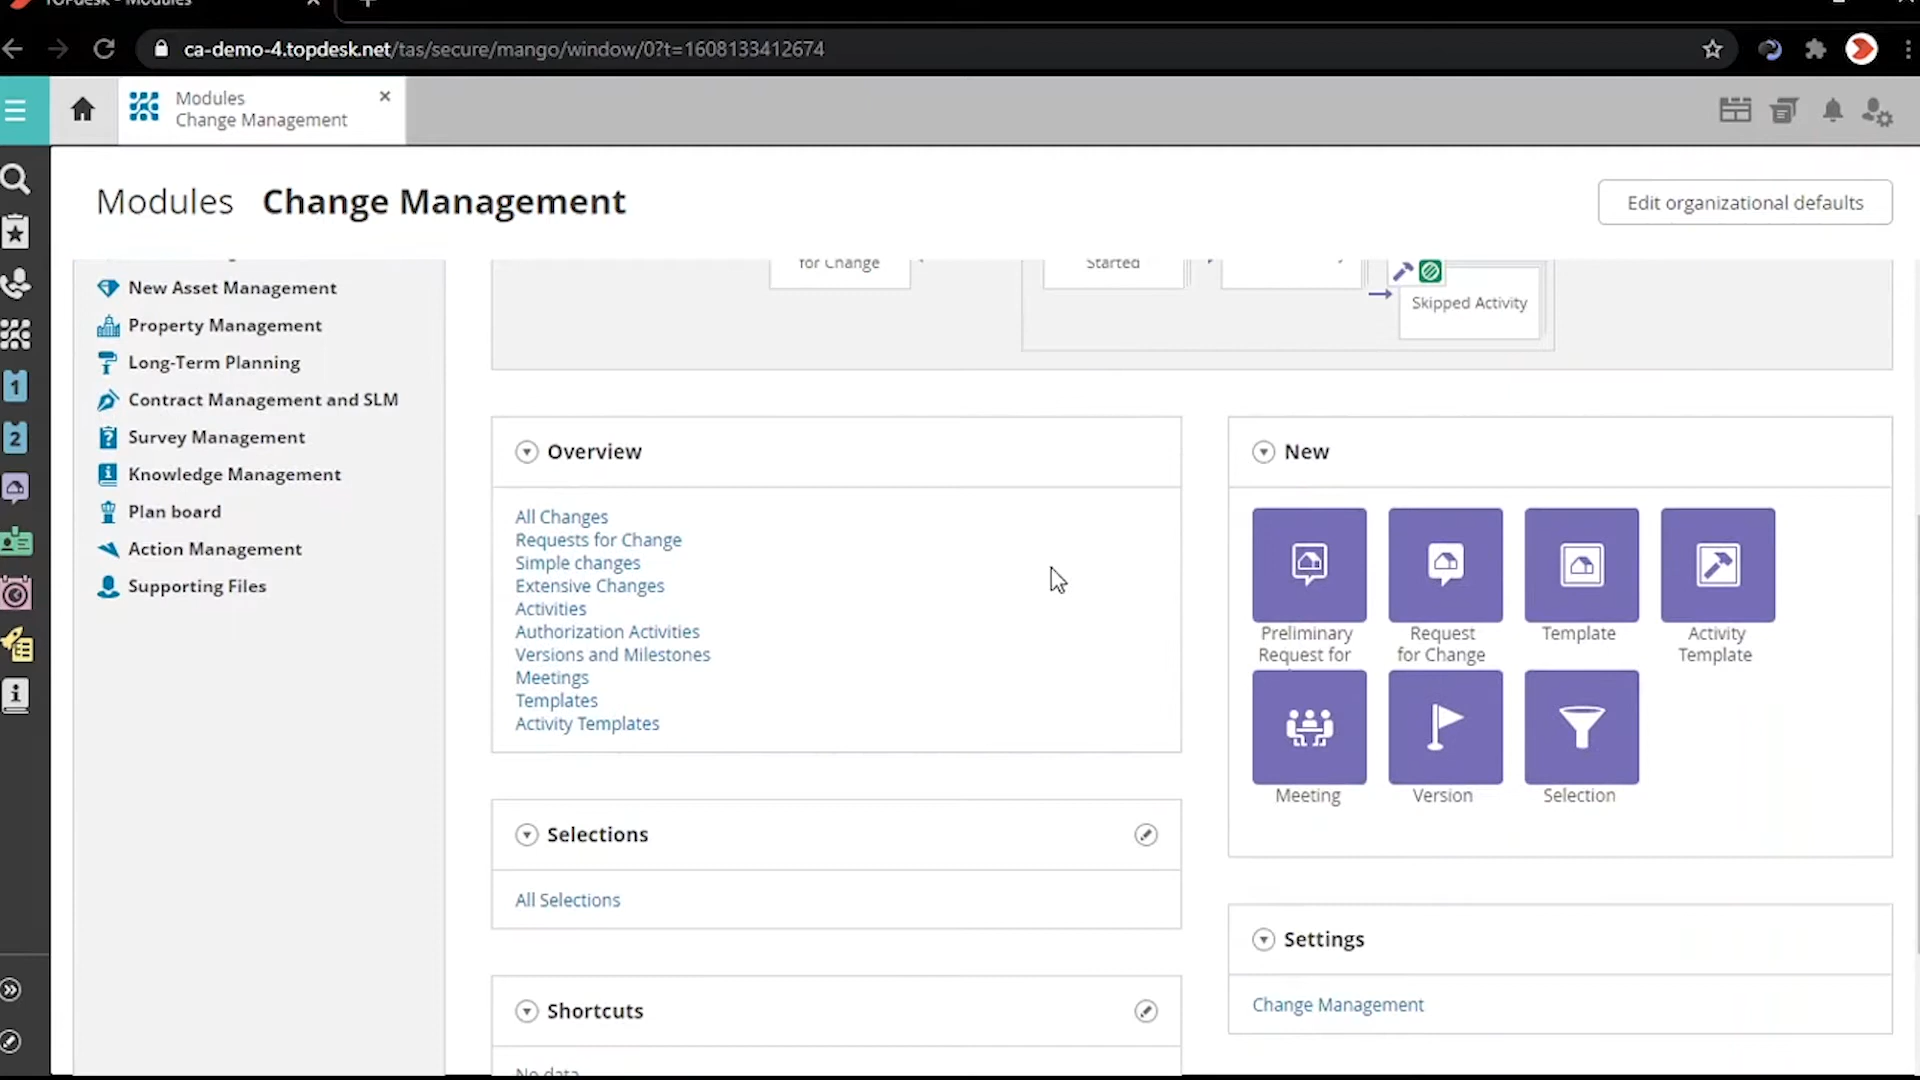 TOPdesk - Modules
ca-demo-4.topdesk.net/tas/secure/mango/window/0?t=1608133412674
Modules
Change Management
Modules Change Management
Edit organizational defaults
New Asset Management
Property Management
Long-Term Planning
Contract Management and SLM
Survey Management
Knowledge Management
Plan board
Action Management
Supporting Files
1
2
for Change
Started
Skipped Activity
Overview
All Changes
Requests for Change
Simple changes
Extensive Changes
Activities
Authorization Activities
Versions and Milestones
Meetings
Templates
Activity Templates
Selections
All Selections
Shortcuts
No data
New
Preliminary
Request for
Request
for Change
Template
Activity
Template
Meeting
Version
Selection
Settings
Change Management